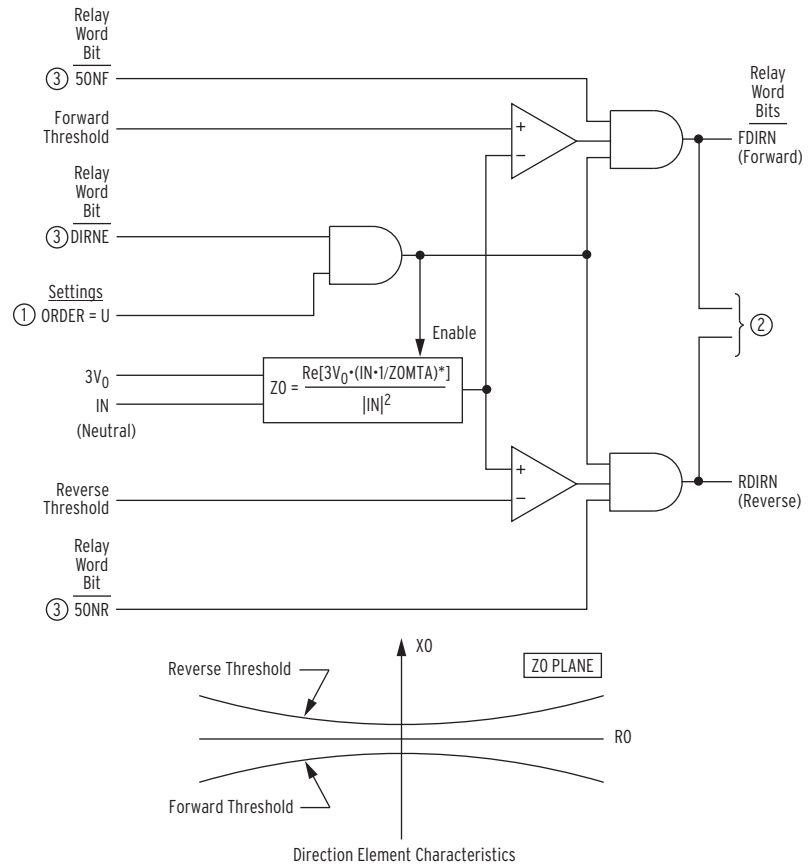 Relay
Word
Bit
③ 50NF
Forward
Threshold
Relay
Word
Bit
③ DIRNE
Settings
① ORDER = U
3V₀
IN
(Neutral)
Enable
Z0 = Re[3V₀•(IN•1/Z0MTA)*]
|IN|²
Reverse
Threshold
Relay
Word
Bit
③ 50NR
+
−
+
−
Relay
Word
Bits
FDIRN
(Forward)
②
RDIRN
(Reverse)
X0
Z0 PLANE
Reverse Threshold
R0
Forward Threshold
Direction Element Characteristics